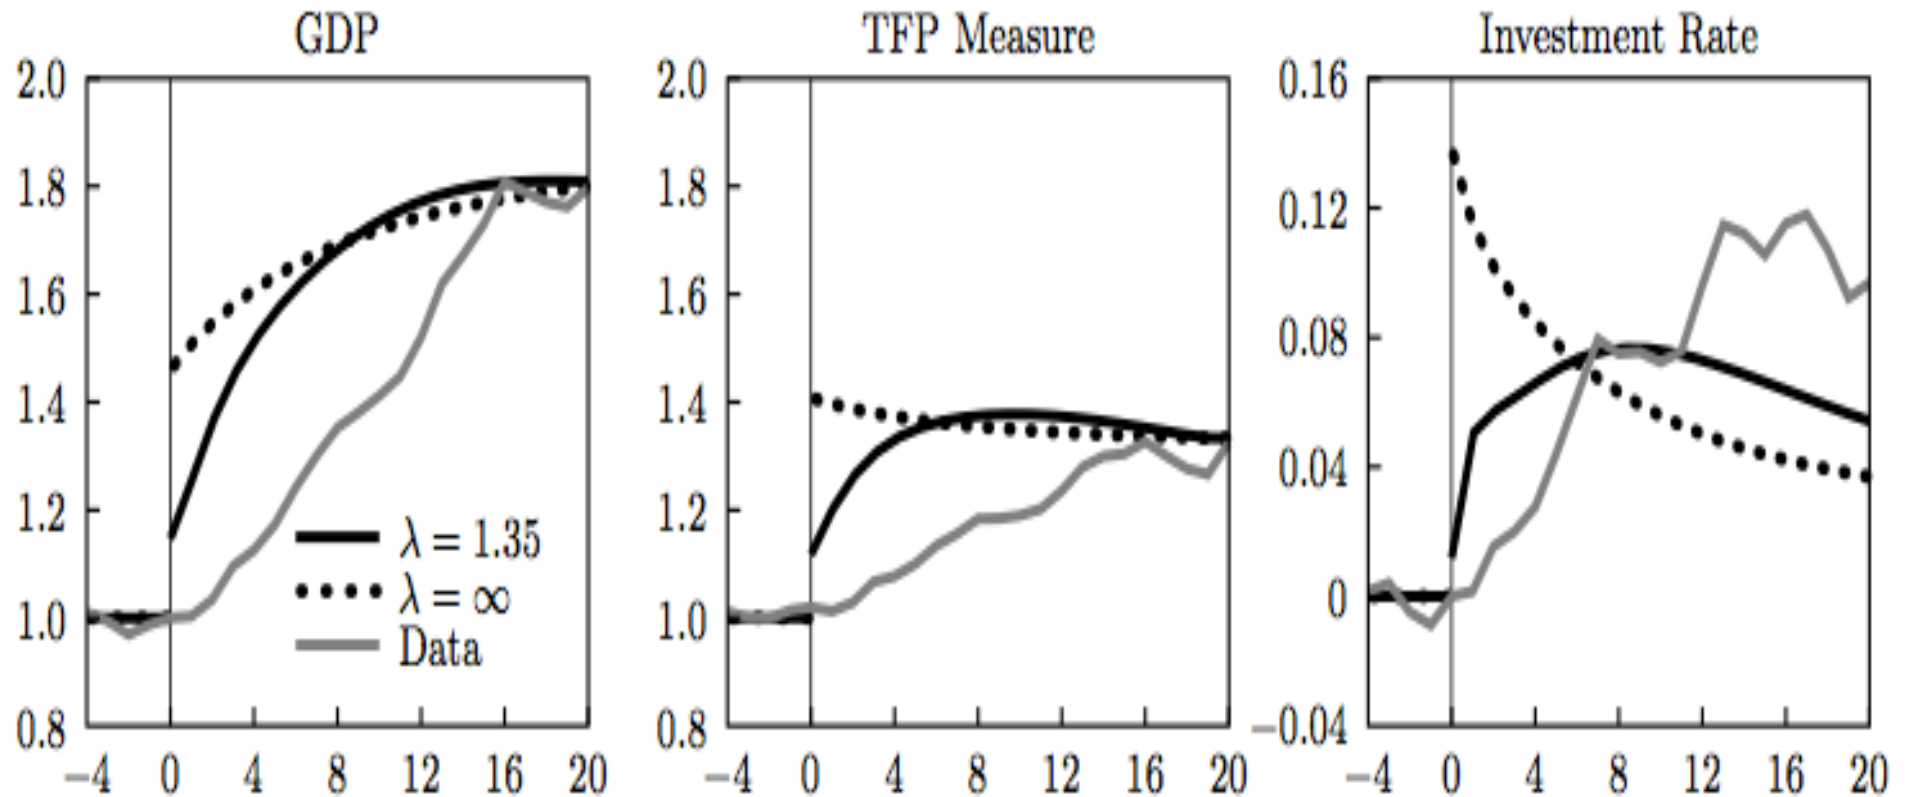 GDP
2.0
1.8
1.6
1.4
1.2
1.0
0.8
−4 0 4 8 12 16 20
λ = 1.35
λ = ∞
Data
TFP Measure
2.0
1.8
1.6
1.4
1.2
1.0
0.8
−4 0 4 8 12 16 20
Investment Rate
0.16
0.12
0.08
0.04
0
−0.04
−4 0 4 8 12 16 20